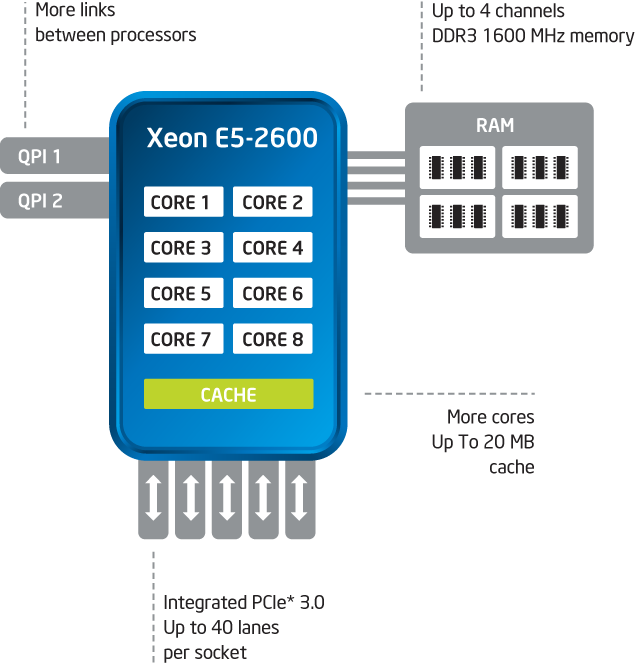 More links
between processors
Up to 4 channels
DDR3 1600 MHz memory
Xeon E5-2600
QPI 1
QPI 2
RAM
CORE 1
CORE 2
CORE 3
CORE 4
CORE 5
CORE 6
CORE 7
CORE 8
CACHE
More cores
Up To 20 MB
cache
Integrated PCIe* 3.0
Up to 40 lanes
per socket